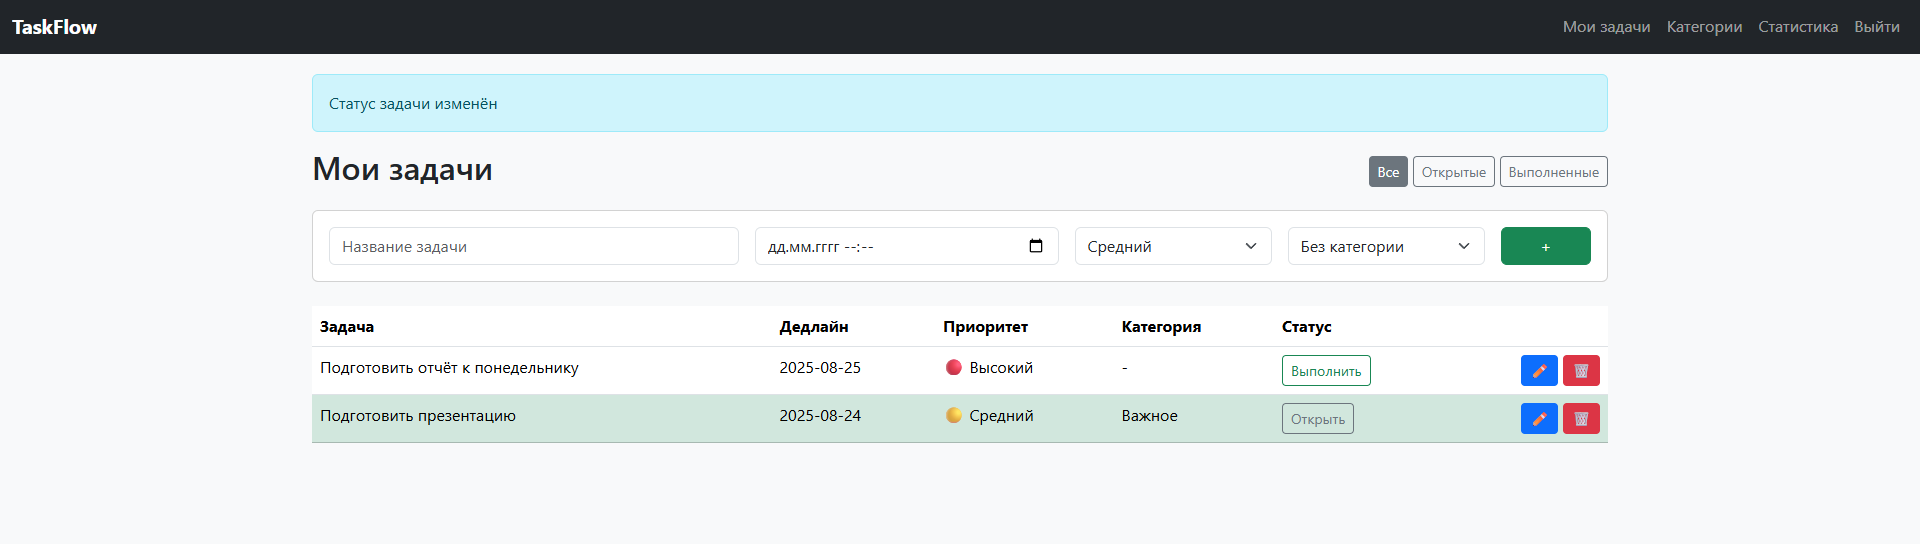 TaskFlow Мои задачи Категории Статистика Выйти
Статус задачи изменён
Мои задачи Все Открытые Выполненные
Название задачи дд.мм.гггг --:-- Средний Без категории +
Задача Дедлайн Приоритет Категория Статус
Подготовить отчёт к понедельнику 2025-08-25 Высокий - Выполнить
Подготовить презентацию 2025-08-24 Средний Важное Открыть